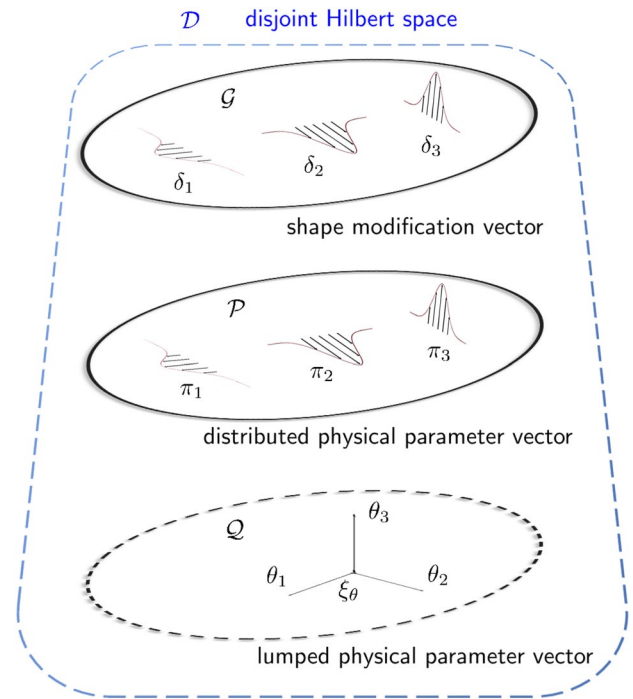 𝒟 disjoint Hilbert space
𝒢
δ₁ δ₂ δ₃
shape modification vector
𝒫
π₁ π₂ π₃
distributed physical parameter vector
𝒬
θ₃
θ₁ ξ_θ θ₂
lumped physical parameter vector